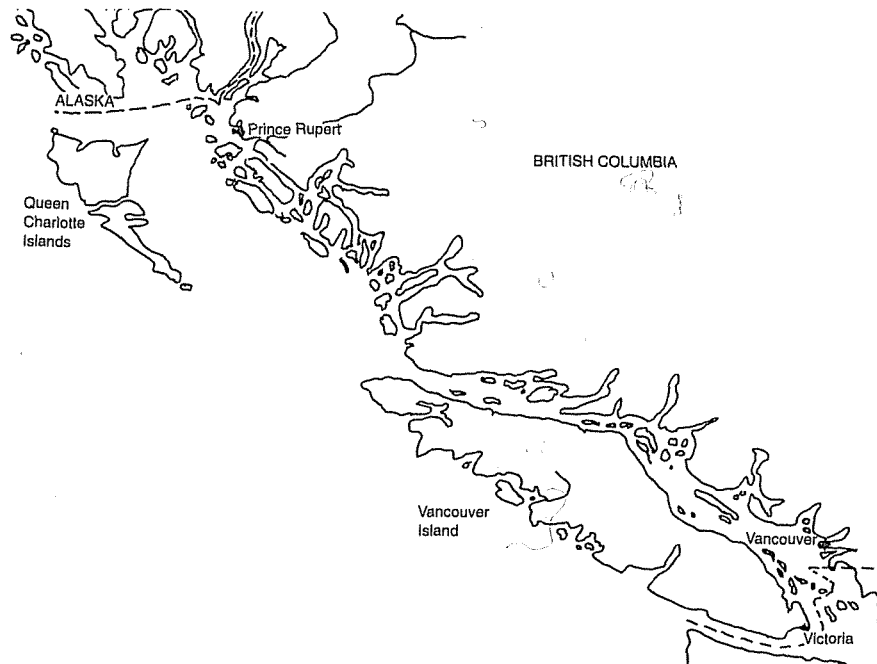 ALASKA
Prince Rupert
BRITISH COLUMBIA
Queen
Charlotte
Islands
Vancouver
Island
Vancouver
Victoria